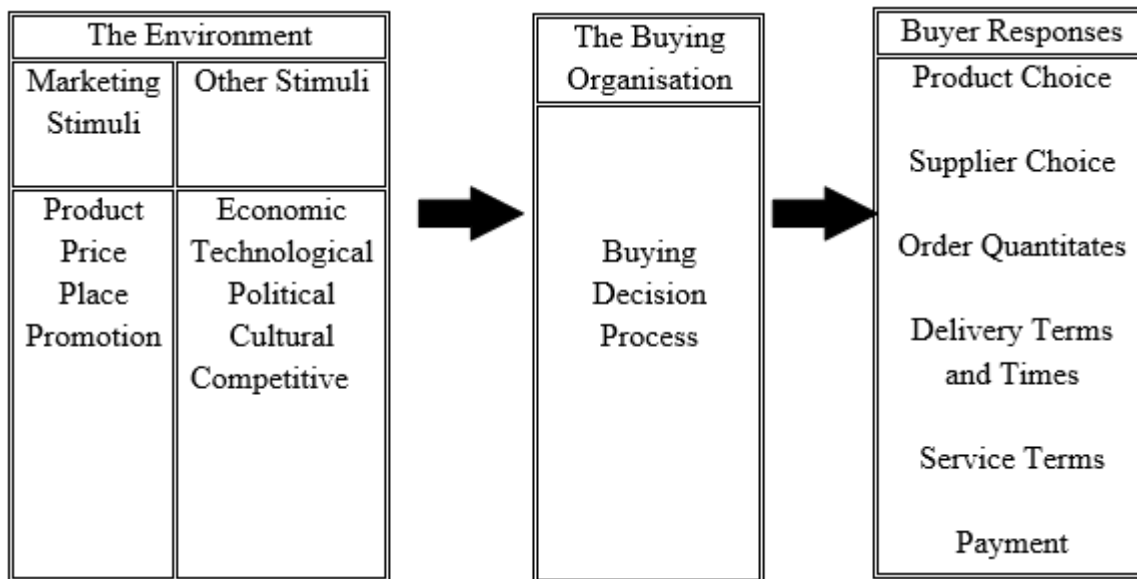 The Environment
Marketing
Stimuli
Other Stimuli
Product
Price
Place
Promotion
Economic
Technological
Political
Cultural
Competitive
The Buying
Organisation
Buying
Decision
Process
Buyer Responses
Product Choice
Supplier Choice
Order Quantitates
Delivery Terms
and Times
Service Terms
Payment